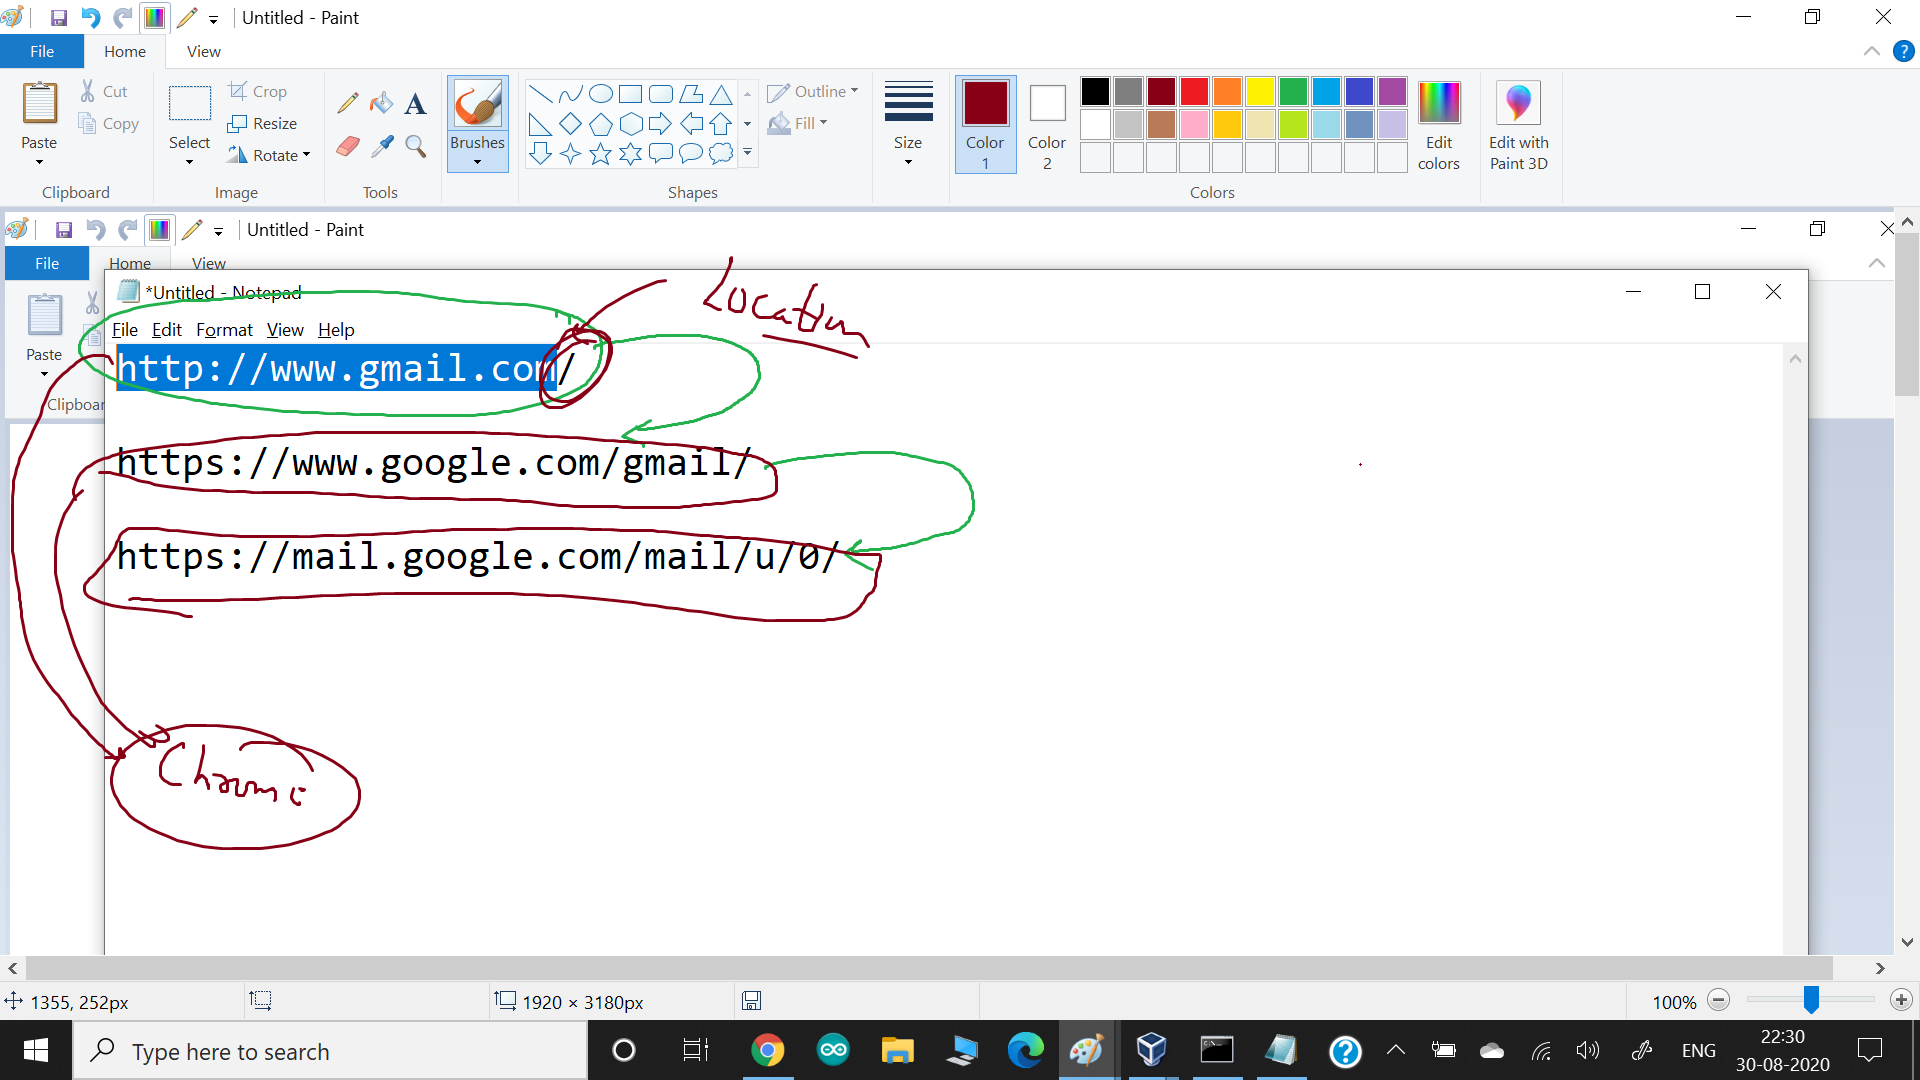 Untitled - Paint
File Home View
Paste Cut Copy Clipboard
Select Crop Resize Rotate Image
Tools
Brushes
Shapes
Outline Fill
Size
Color 1 Color 2
Colors
Edit colors
Edit with Paint 3D
Untitled - Paint
File Home View
Paste
Clipboar
*Untitled - Notepad
Location
File Edit Format View Help
http://www.gmail.com/
https://www.google.com/gmail/
https://mail.google.com/mail/u/0/
1355, 252px 1920 × 3180px 100%
Type here to search
ENG 22:30
30-08-2020